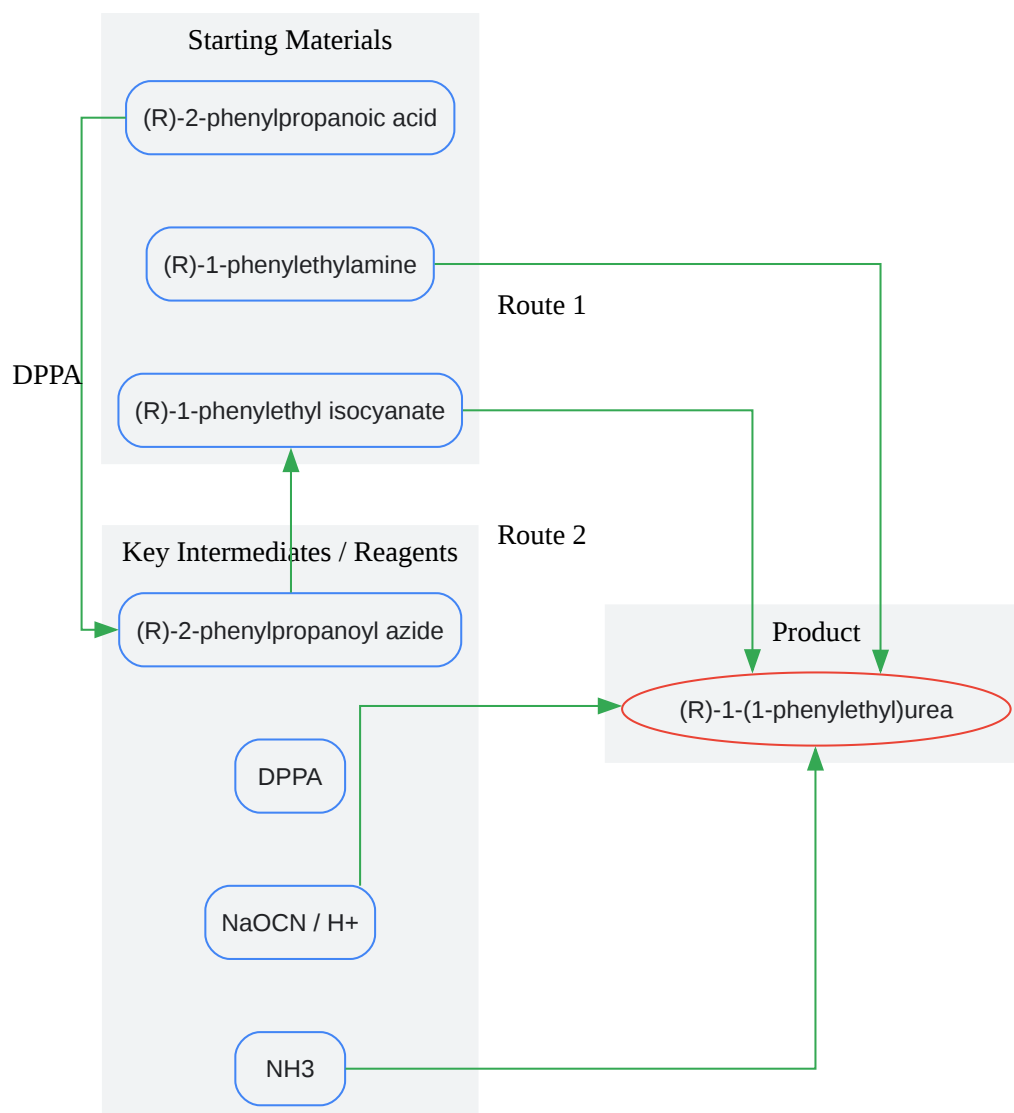 Starting Materials
(R)-2-phenylpropanoic acid
(R)-1-phenylethylamine
Route 1
DPPA
(R)-1-phenylethyl isocyanate
Route 2
Key Intermediates / Reagents
(R)-2-phenylpropanoyl azide
Product
(R)-1-(1-phenylethyl)urea
DPPA
NaOCN / H+
NH3